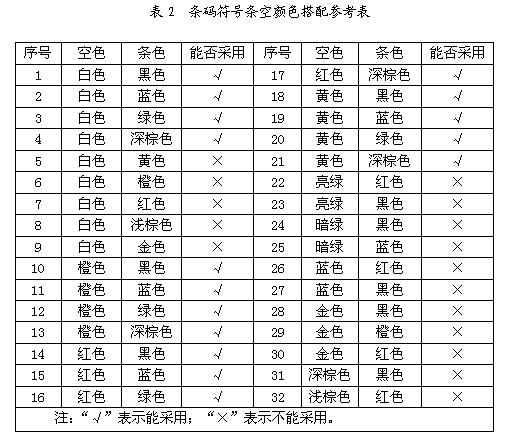 表 2 条码符号条空颜色搭配参考表
序号 空色 条色 能否采用 序号 空色 条色 能否采用
1 白色 黑色 √ 17 红色 深棕色 √
2 白色 蓝色 √ 18 黄色 黑色 √
3 白色 绿色 √ 19 黄色 蓝色 √
4 白色 深棕色 √ 20 黄色 绿色 √
5 白色 黄色 × 21 黄色 深棕色 √
6 白色 橙色 × 22 亮绿 红色 ×
7 白色 红色 × 23 亮绿 黑色 ×
8 白色 浅棕色 × 24 暗绿 黑色 ×
9 白色 金色 × 25 暗绿 蓝色 ×
10 橙色 黑色 √ 26 蓝色 红色 ×
11 橙色 蓝色 √ 27 蓝色 黑色 ×
12 橙色 绿色 √ 28 金色 黑色 ×
13 橙色 深棕色 √ 29 金色 橙色 ×
14 红色 黑色 √ 30 金色 红色 ×
15 红色 蓝色 √ 31 深棕色 黑色 ×
16 红色 绿色 √ 32 浅棕色 红色 ×
注：“√”表示能采用；“×”表示不能采用。